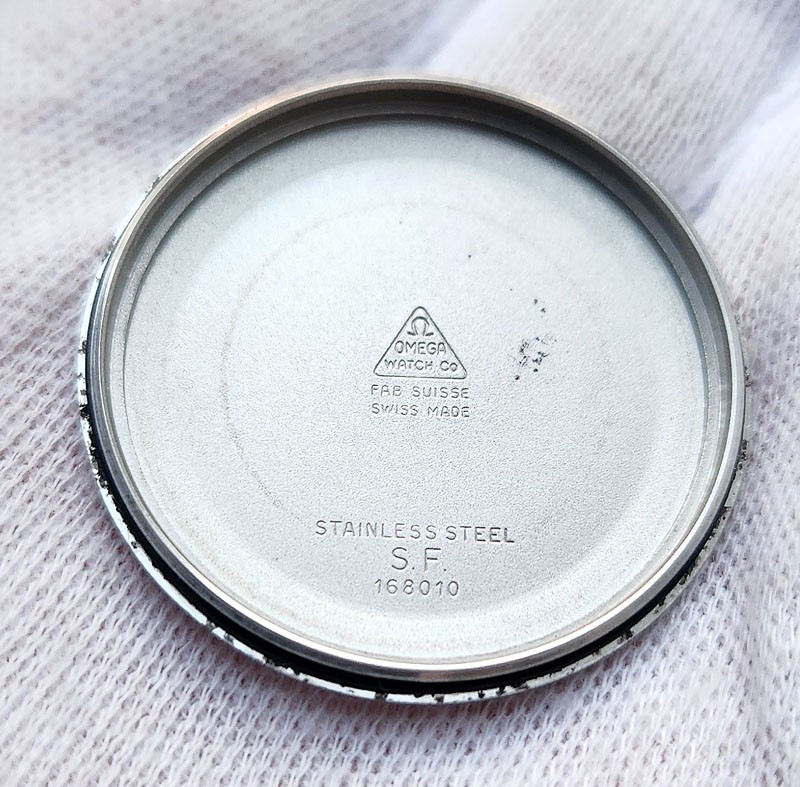 Ω
OMEGA
WATCH Co
FAB SUISSE
SWISS MADE
STAINLESS STEEL
S.F.
168010